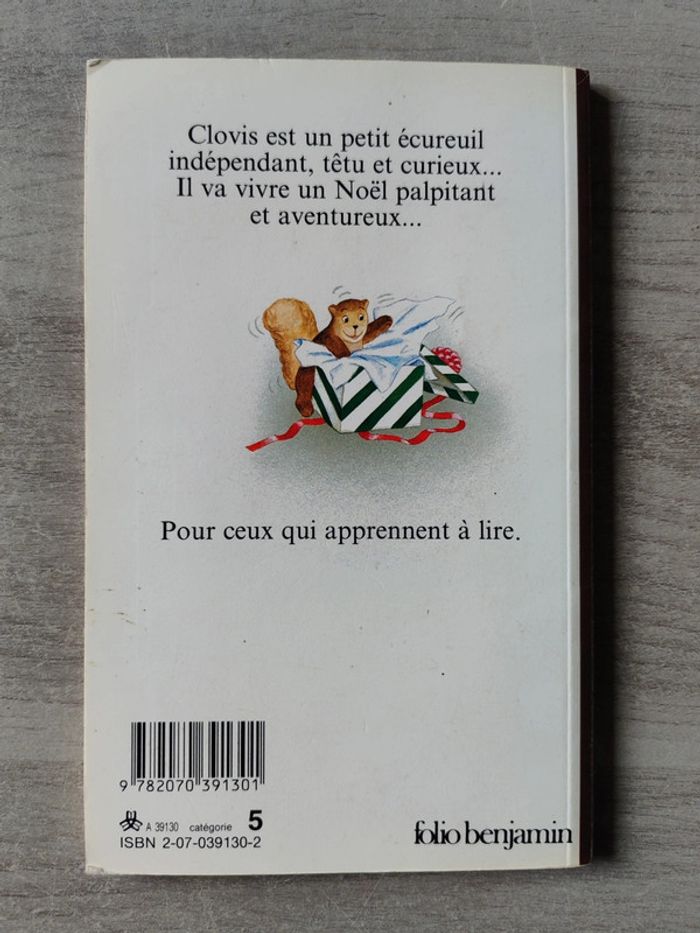 Clovis est un petit écureuil
indépendant, têtu et curieux...
Il va vivre un Noël palpitant
et aventureux...
Pour ceux qui apprennent à lire.
9 782070 391301
A 39130 catégorie 5
ISBN 2-07-039130-2
folio benjamin